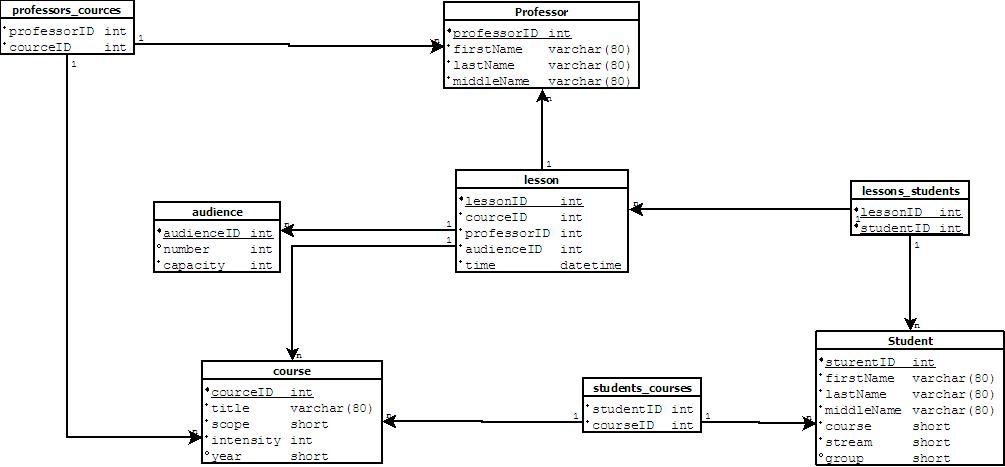 professors_cources
professorID int
courceID int
1
1
n
Professor
professorID int
firstName varchar(80)
lastName varchar(80)
middleName varchar(80)
n
1
lesson
lessonID int
courceID int
professorID int
audienceID int
time datetime
n
1
1
lessons_students
lessonID int
studentID int
1
1
n
audience
audienceID int
number int
capacity int
n
n
course
courceID int
title varchar(80)
scope short
intensity int
year short
n
n
students_courses
studentID int
courseID int
1
1
n
Student
sturentID int
firstName varchar(80)
lastName varchar(80)
middleName varchar(80)
course short
stream short
group short